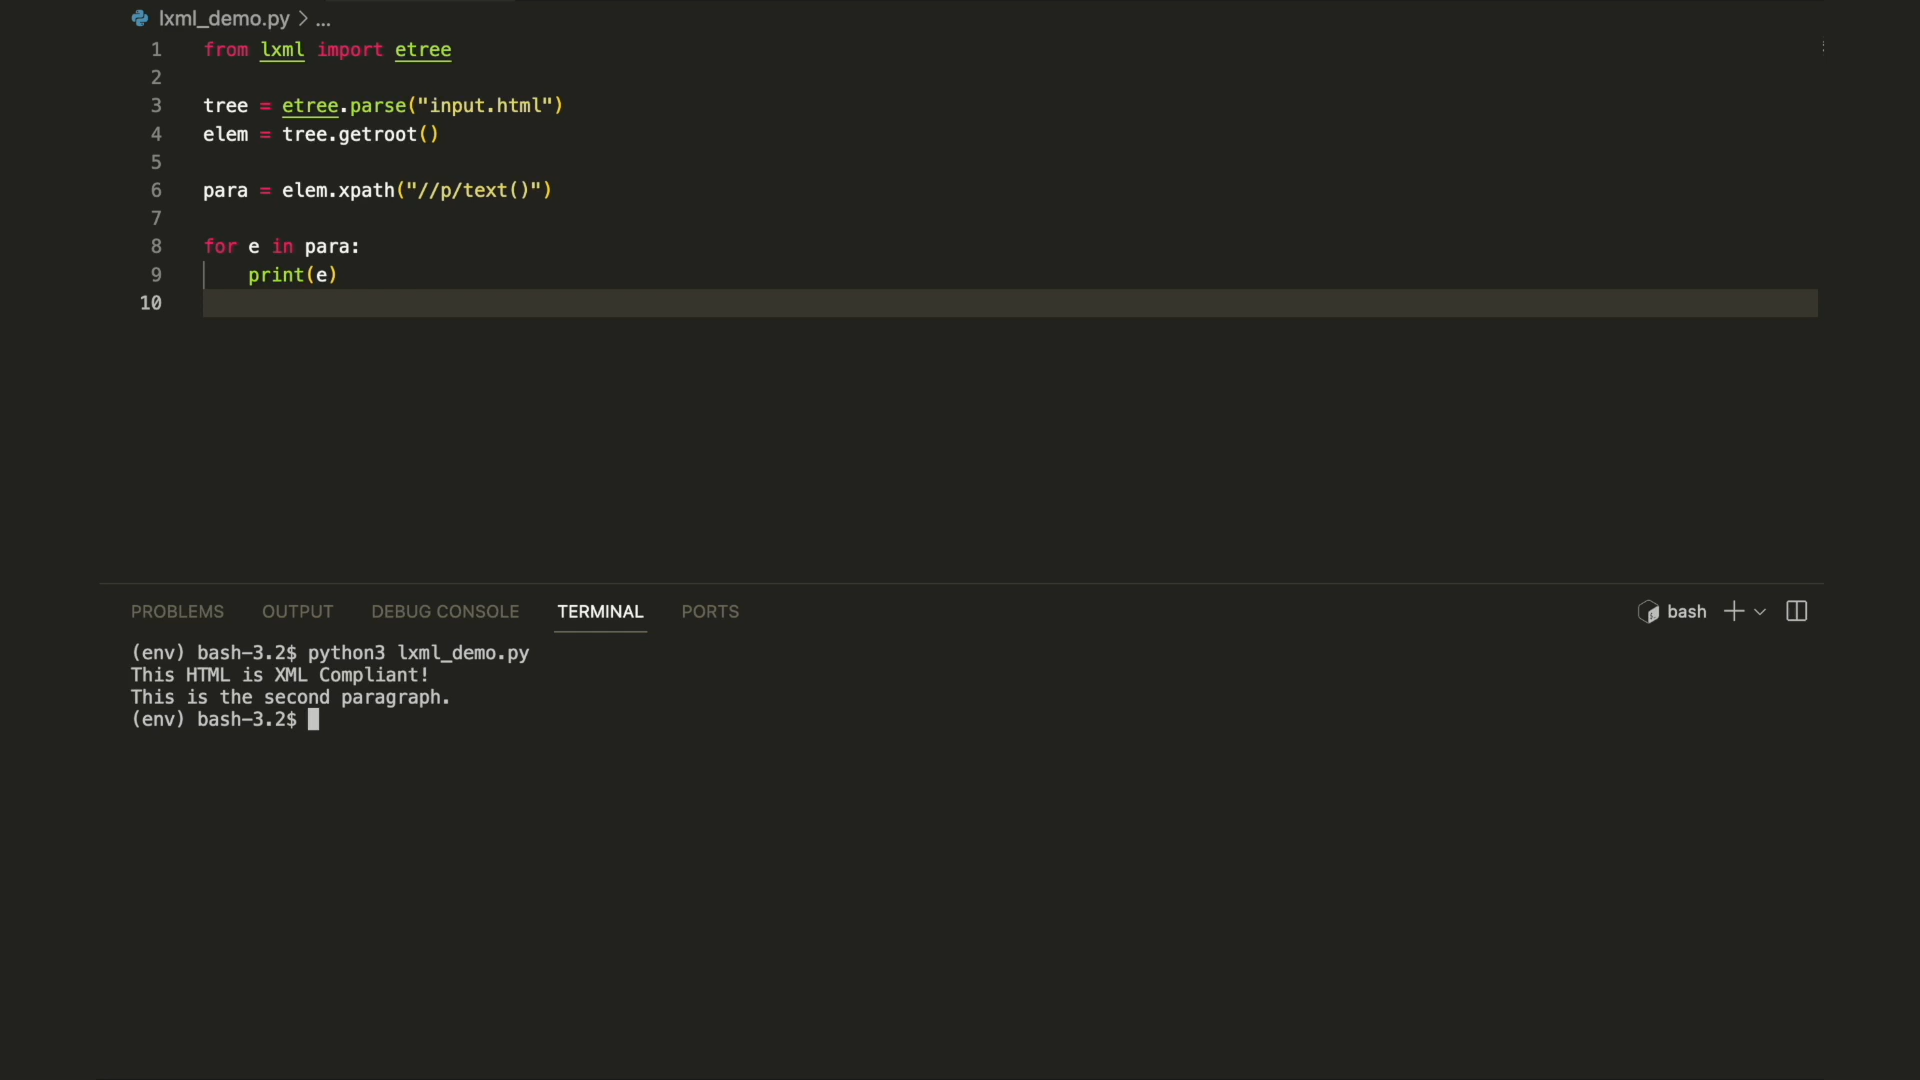 lxml_demo.py > ...
1 from lxml import etree
2
3 tree = etree.parse("input.html")
4 elem = tree.getroot()
5
6 para = elem.xpath("//p/text()")
7
8 for e in para:
9     print(e)
10
PROBLEMS OUTPUT DEBUG CONSOLE TERMINAL PORTS bash
(env) bash-3.2$ python3 lxml_demo.py
This HTML is XML Compliant!
This is the second paragraph.
(env) bash-3.2$